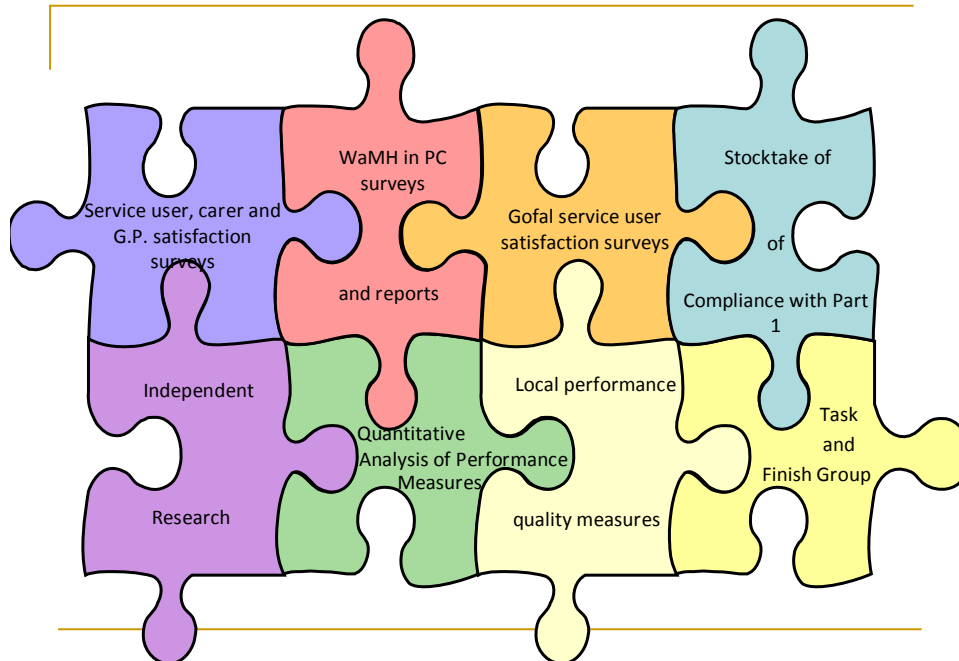 Service user, carer and
G.P. satisfaction
surveys
WaMH in PC
surveys
and reports
Gofal service user
satisfaction surveys
Stocktake of
of
Compliance with Part
1
Independent
Research
Quantitative
Analysis of Performance
Measures
Local performance
quality measures
Task
and
Finish Group